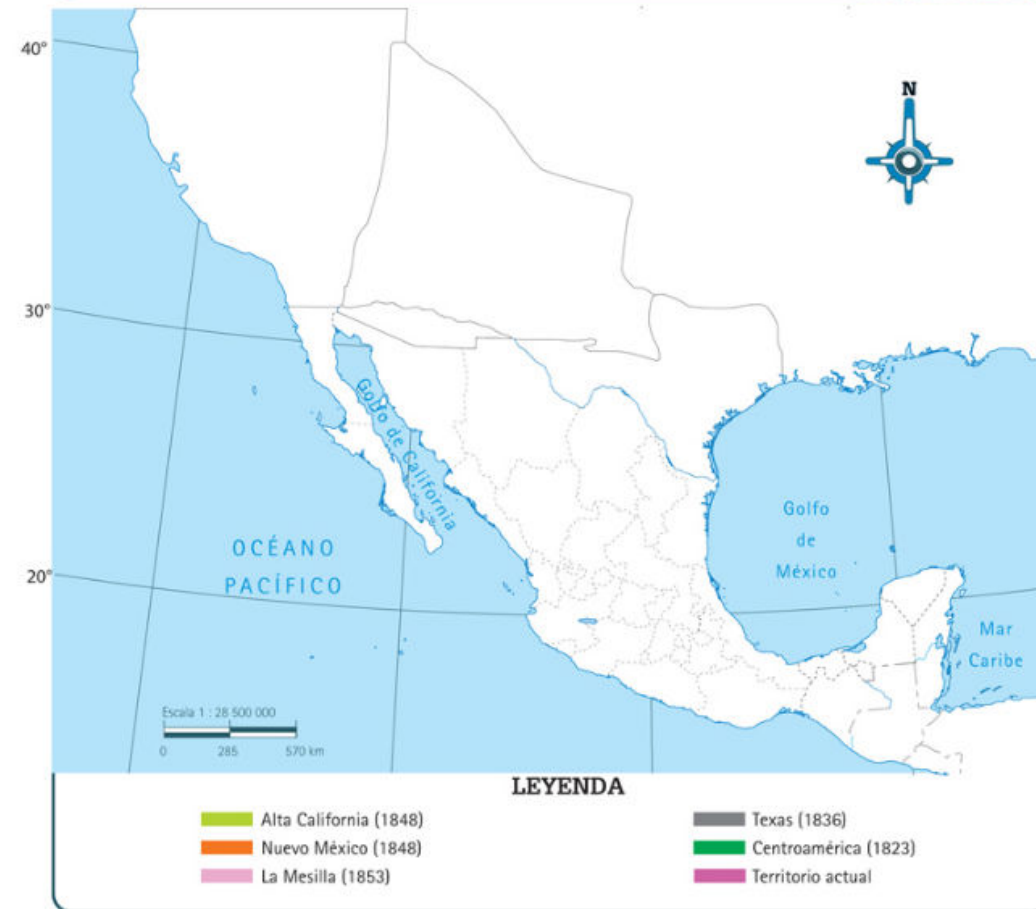 40°
N
30°
Golfo de California
Golfo
de
México
OCÉANO
PACÍFICO
20°
Mar
Caribe
Escala 1 : 28 500 000
0 285 570 km
LEYENDA
Alta California (1848)
Nuevo México (1848)
La Mesilla (1853)
Texas (1836)
Centroamérica (1823)
Territorio actual